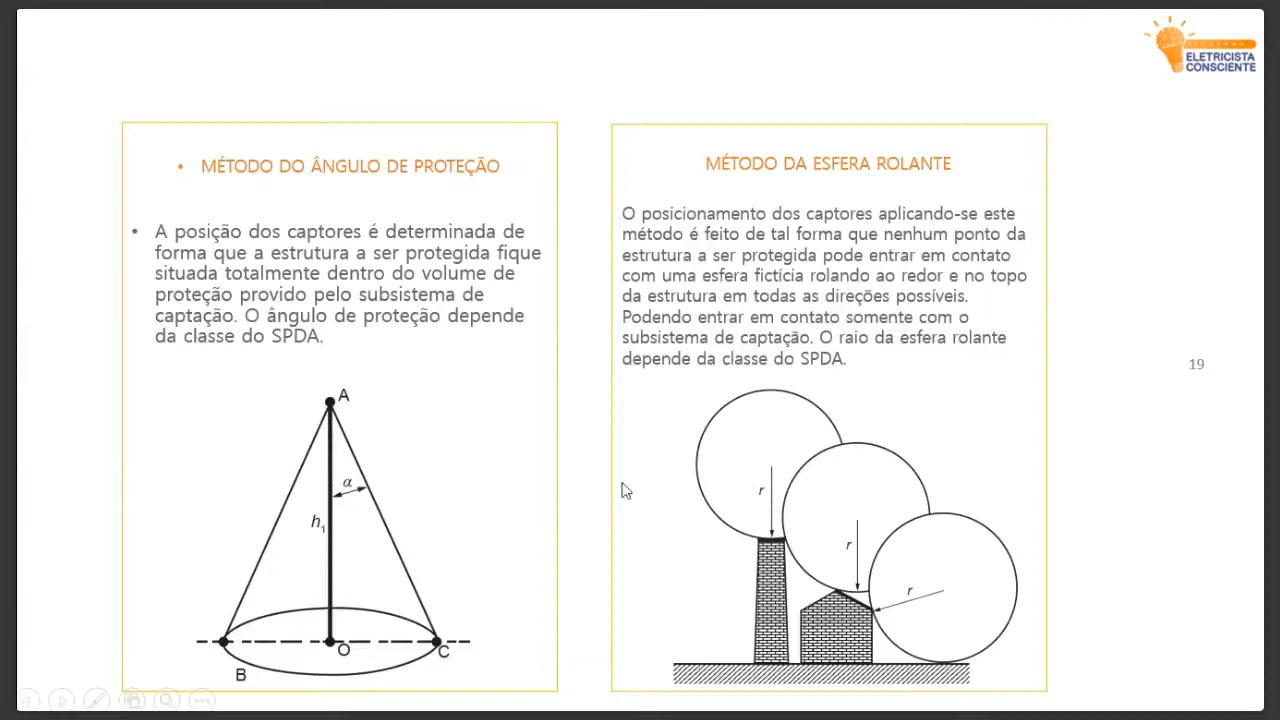 ELETRICISTA
CONSCIENTE
• MÉTODO DO ÂNGULO DE PROTEÇÃO
• A posição dos captores é determinada de
forma que a estrutura a ser protegida fique
situada totalmente dentro do volume de
proteção provido pelo subsistema de
captação. O ângulo de proteção depende
da classe do SPDA.
A
α
h1
O
C
B
MÉTODO DA ESFERA ROLANTE
O posicionamento dos captores aplicando-se este
método é feito de tal forma que nenhum ponto da
estrutura a ser protegida pode entrar em contato
com uma esfera fictícia rolando ao redor e no topo
da estrutura em todas as direções possíveis.
Podendo entrar em contato somente com o
subsistema de captação. O raio da esfera rolante
depende da classe do SPDA.
r
r
r
19